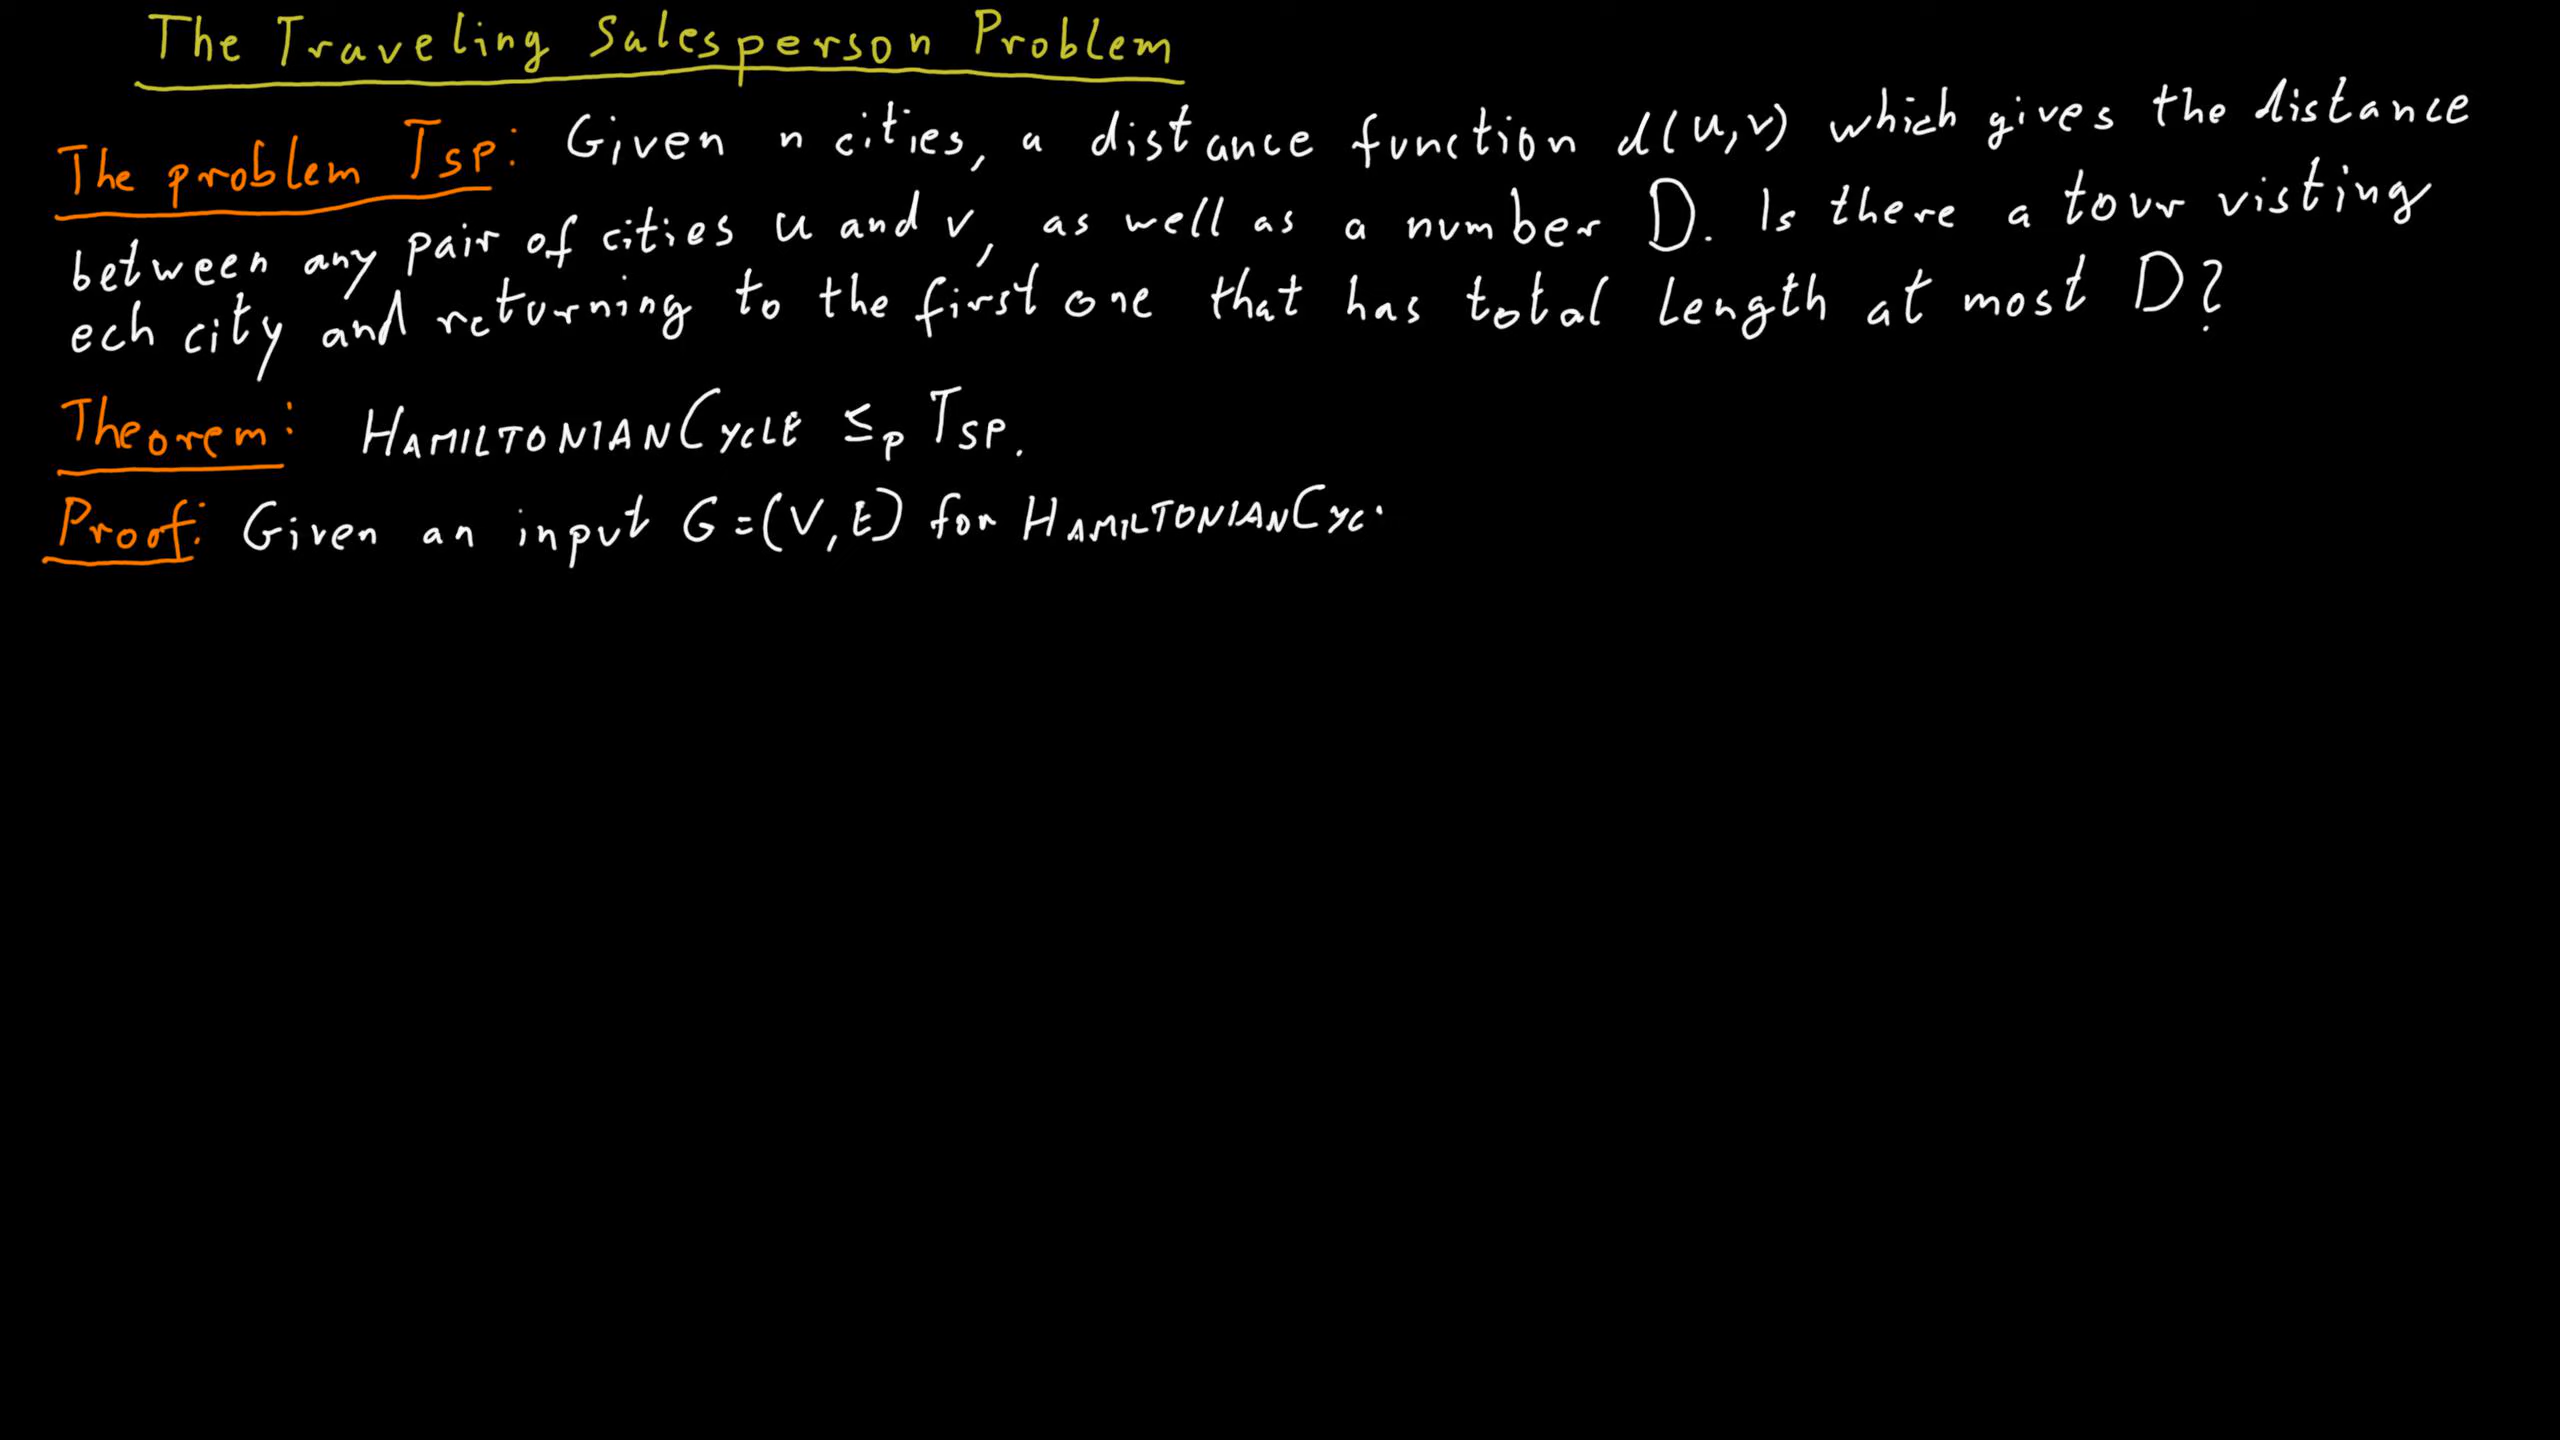 The Traveling Salesperson Problem
The problem TSP: Given n cities, a distance function d(u,v) which gives the distance
between any pair of cities u and v, as well as a number D. Is there a tour visting
ech city and returning to the first one that has total length at most D?
Theorem: HAMILTONIANCYCLE ≤p TSP.
Proof: Given an input G=(V,E) for HAMILTONIANCYC